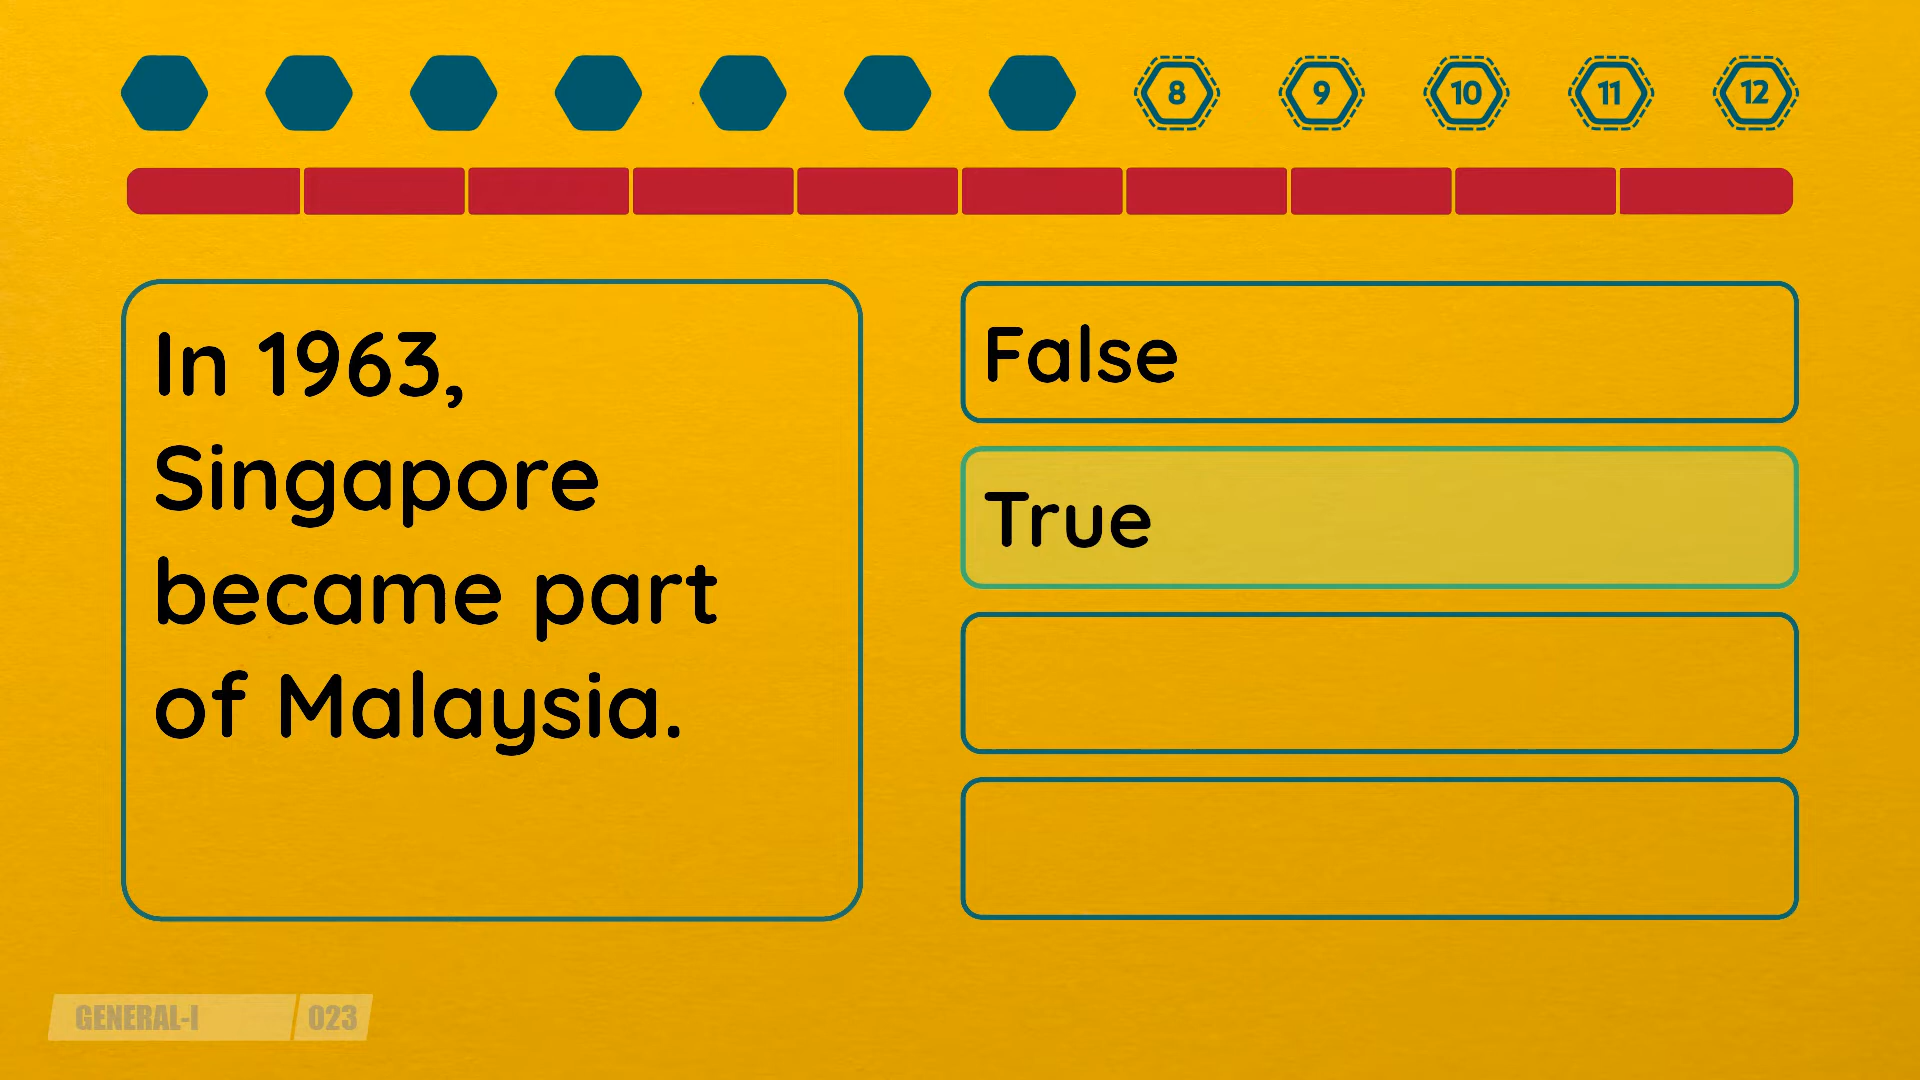 8 9 10 11 12
In 1963,
Singapore
became part
of Malaysia.
False
True
GENERAL-I 023